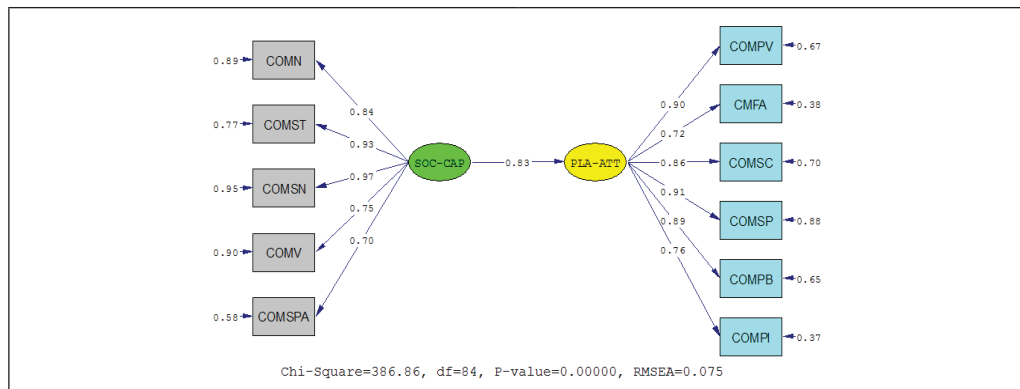 COMPV
0.67
0.89
COMN
0.84
0.90
CMFA
0.38
0.77
COMST
0.93
0.72
SOC-CAP
0.83
PLA-ATT
0.86
COMSC
0.70
0.95
COMSN
0.97
0.91
COMSP
0.88
0.75
0.89
0.90
COMV
0.70
0.76
COMPB
0.65
0.58
COMSPA
COMPI
0.37
Chi-Square=386.86, df=84, P-value=0.00000, RMSEA=0.075